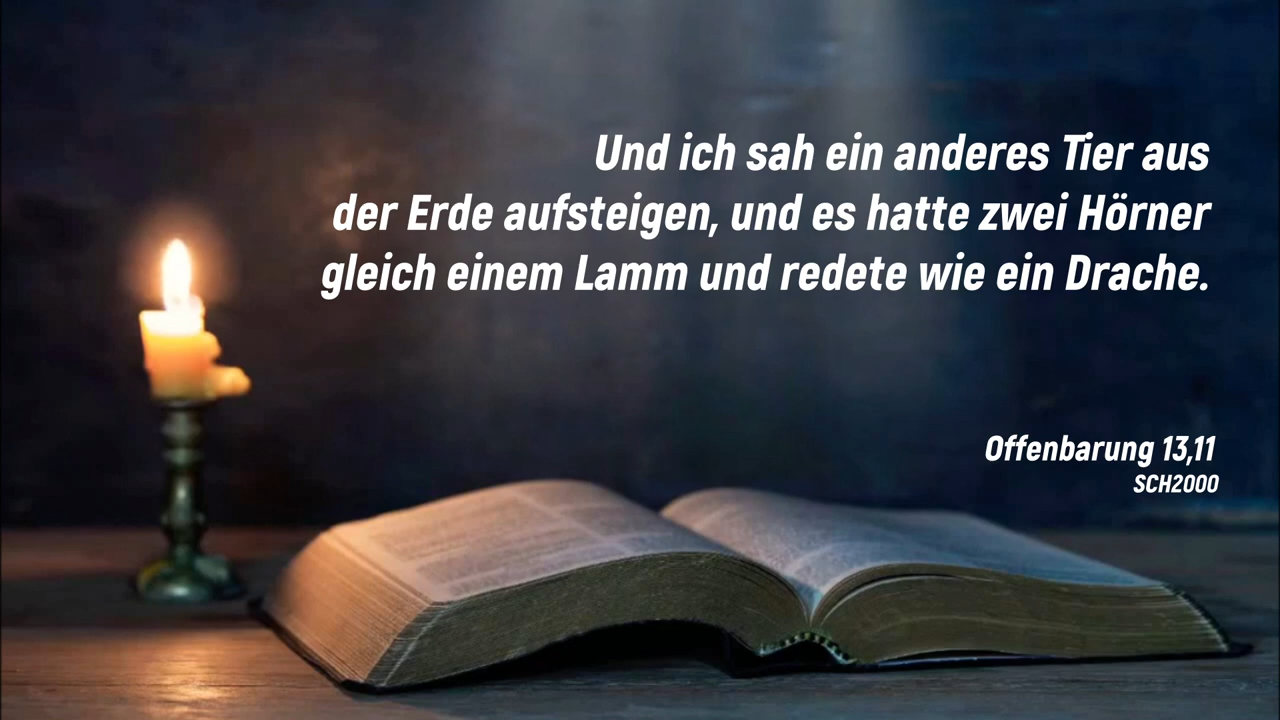 Und ich sah ein anderes Tier aus
der Erde aufsteigen, und es hatte zwei Hörner
gleich einem Lamm und redete wie ein Drache.
Offenbarung 13,11
SCH2000